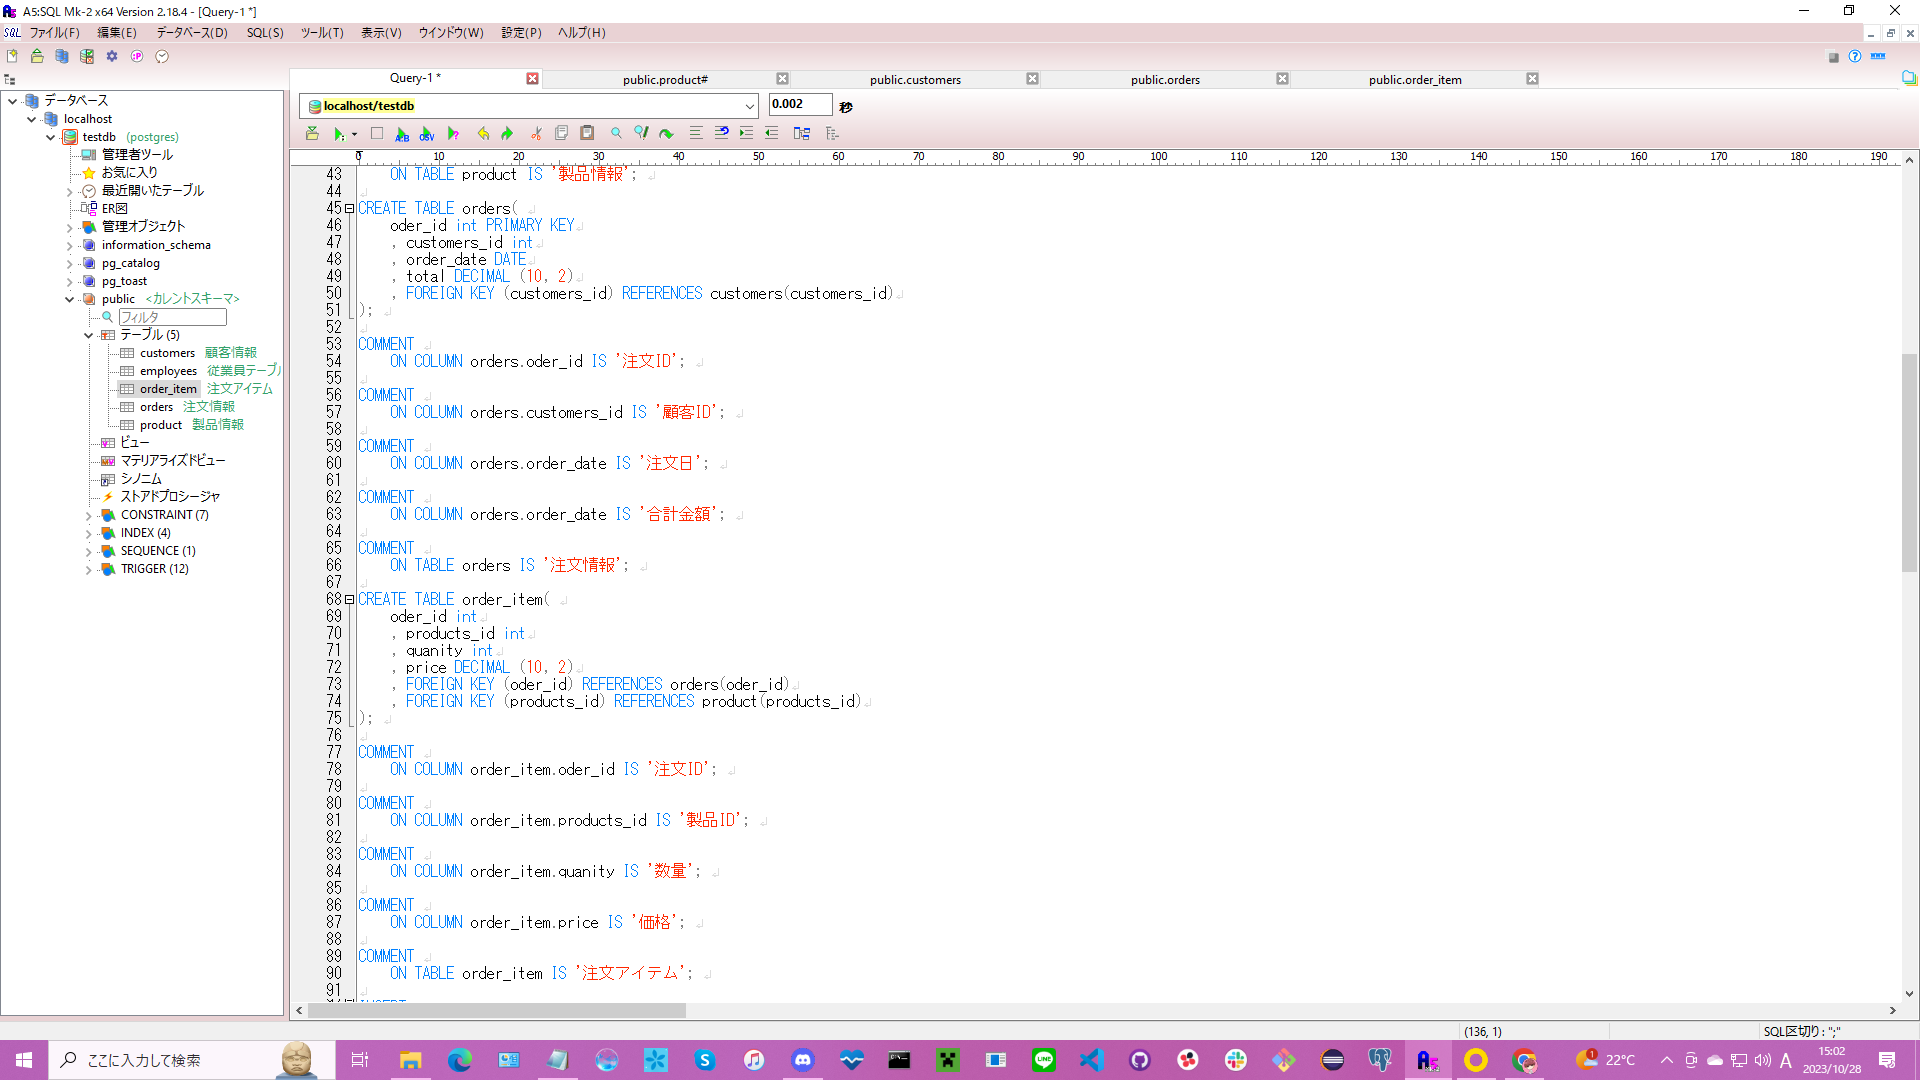 A5:SQL Mk-2 x64 Version 2.18.4 - [Query-1 *]
SQL ファイル(F) 編集(E) データベース(D) SQL(S) ツール(T) 表示(V) ウインドウ(W) 設定(P) ヘルプ(H)
Query-1 * public.product# public.customers public.orders public.order_item
データベース
localhost
testdb (postgres)
管理者ツール
お気に入り
最近開いたテーブル
ER図
管理オブジェクト
information_schema
pg_catalog
pg_toast
public <カレントスキーマ>
フィルタ
テーブル (5)
customers 顧客情報
employees 従業員テーブル
order_item 注文アイテム
orders 注文情報
product 製品情報
ビュー
マテリアライズドビュー
シノニム
ストアドプロシージャ
CONSTRAINT (7)
INDEX (4)
SEQUENCE (1)
TRIGGER (12)
localhost/testdb 0.002 秒
0 10 20 30 40 50 60 70 80 90 100 110 120 130 140 150 160 170 180 190
43 ON TABLE product IS '製品情報';
44
45 CREATE TABLE orders(
46 oder_id int PRIMARY KEY
47 , customers_id int
48 , order_date DATE
49 , total DECIMAL (10, 2)
50 , FOREIGN KEY (customers_id) REFERENCES customers(customers_id)
51 );
52
53 COMMENT
54 ON COLUMN orders.oder_id IS '注文ID';
55
56 COMMENT
57 ON COLUMN orders.customers_id IS '顧客ID';
58
59 COMMENT
60 ON COLUMN orders.order_date IS '注文日';
61
62 COMMENT
63 ON COLUMN orders.order_date IS '合計金額';
64
65 COMMENT
66 ON TABLE orders IS '注文情報';
67
68 CREATE TABLE order_item(
69 oder_id int
70 , products_id int
71 , quanity int
72 , price DECIMAL (10, 2)
73 , FOREIGN KEY (oder_id) REFERENCES orders(oder_id)
74 , FOREIGN KEY (products_id) REFERENCES product(products_id)
75 );
76
77 COMMENT
78 ON COLUMN order_item.oder_id IS '注文ID';
79
80 COMMENT
81 ON COLUMN order_item.products_id IS '製品ID';
82
83 COMMENT
84 ON COLUMN order_item.quanity IS '数量';
85
86 COMMENT
87 ON COLUMN order_item.price IS '価格';
88
89 COMMENT
90 ON TABLE order_item IS '注文アイテム';
91
(136, 1) SQL区切り: ";"
ここに入力して検索
22°C
A
15:02
2023/10/28